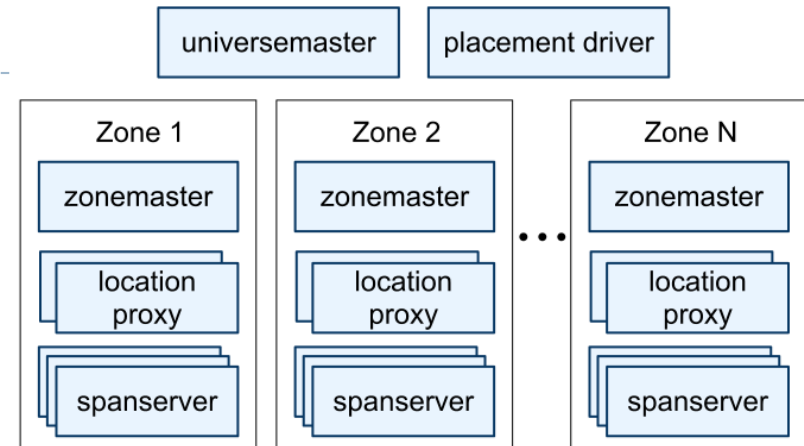 universemaster placement driver
Zone 1 Zone 2 Zone N
zonemaster zonemaster zonemaster
...
location location location
proxy proxy proxy
spanserver spanserver spanserver